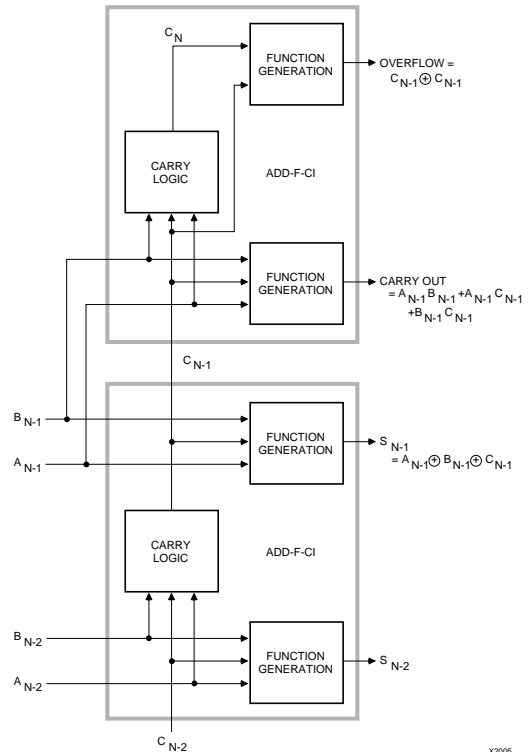 C N
FUNCTION
GENERATION
OVERFLOW =
C N-1 ⊕ C N-1
CARRY
LOGIC
ADD-F-CI
FUNCTION
GENERATION
CARRY OUT
= A N-1 B N-1 + A N-1 C N-1
+B N-1 C N-1
C N-1
B N-1
A N-1
FUNCTION
GENERATION
S N-1
= A N-1 ⊕ B N-1 ⊕ C N-1
CARRY
LOGIC
ADD-F-CI
B N-2
A N-2
FUNCTION
GENERATION
S N-2
C N-2
X2005